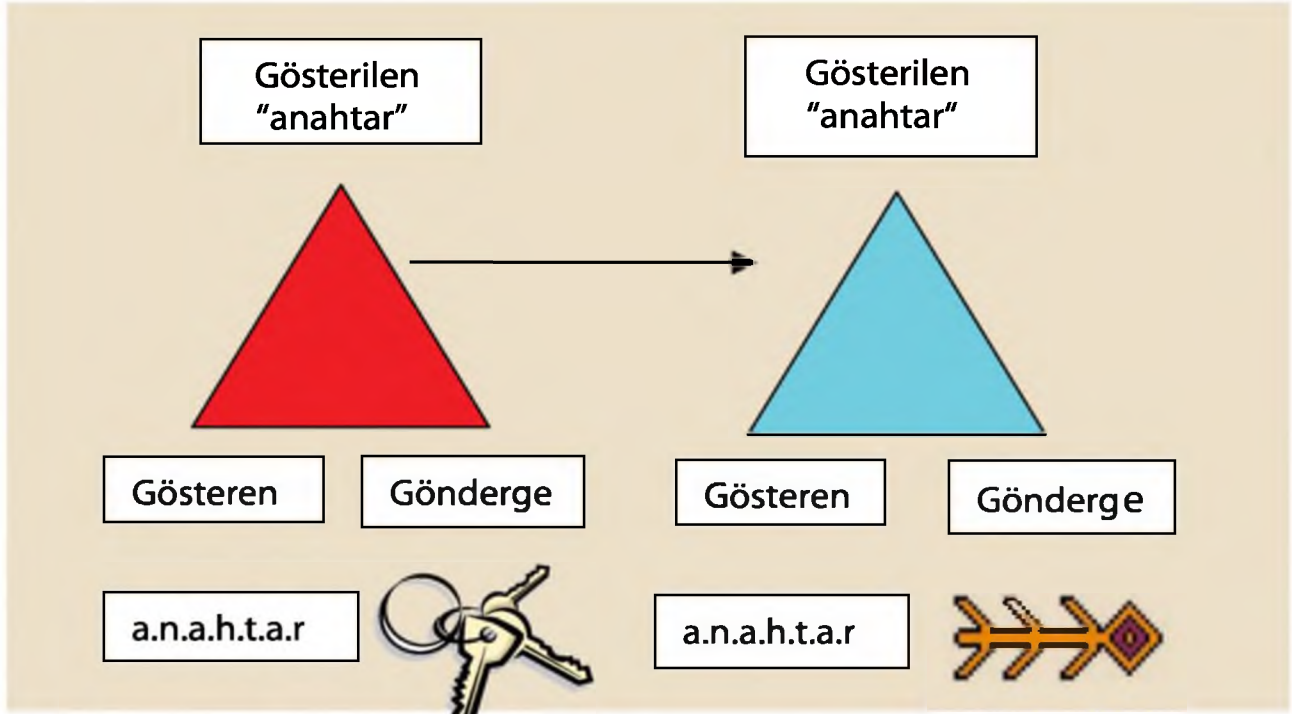 Gösterilen
"anahtar"
Gösterilen
"anahtar"
Gösteren
Gönderge
Gösteren
Gönderge
a.n.a.h.t.a.r
a.n.a.h.t.a.r